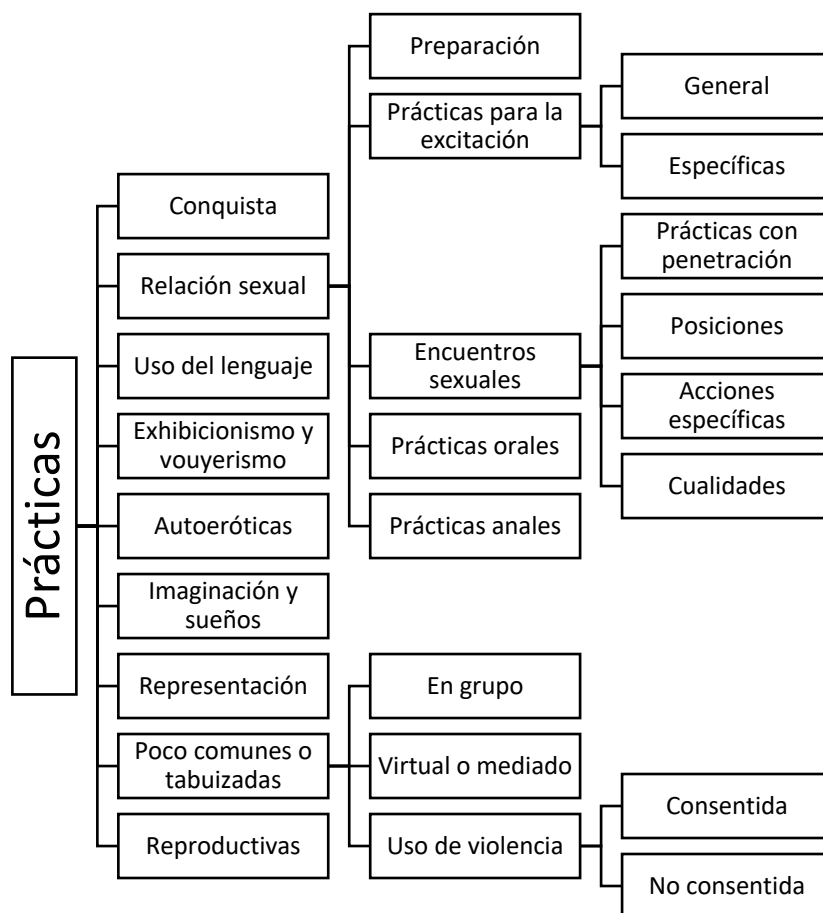 Prácticas
Conquista
Relación sexual
Preparación
Prácticas para la
excitación
General
Específicas
Encuentros
sexuales
Prácticas con
penetración
Posiciones
Acciones
específicas
Cualidades
Prácticas orales
Prácticas anales
Uso del lenguaje
Exhibicionismo y
vouyerismo
Autoeróticas
Imaginación y
sueños
Representación
Poco comunes o
tabuizadas
En grupo
Virtual o mediado
Uso de violencia
Consentida
No consentida
Reproductivas